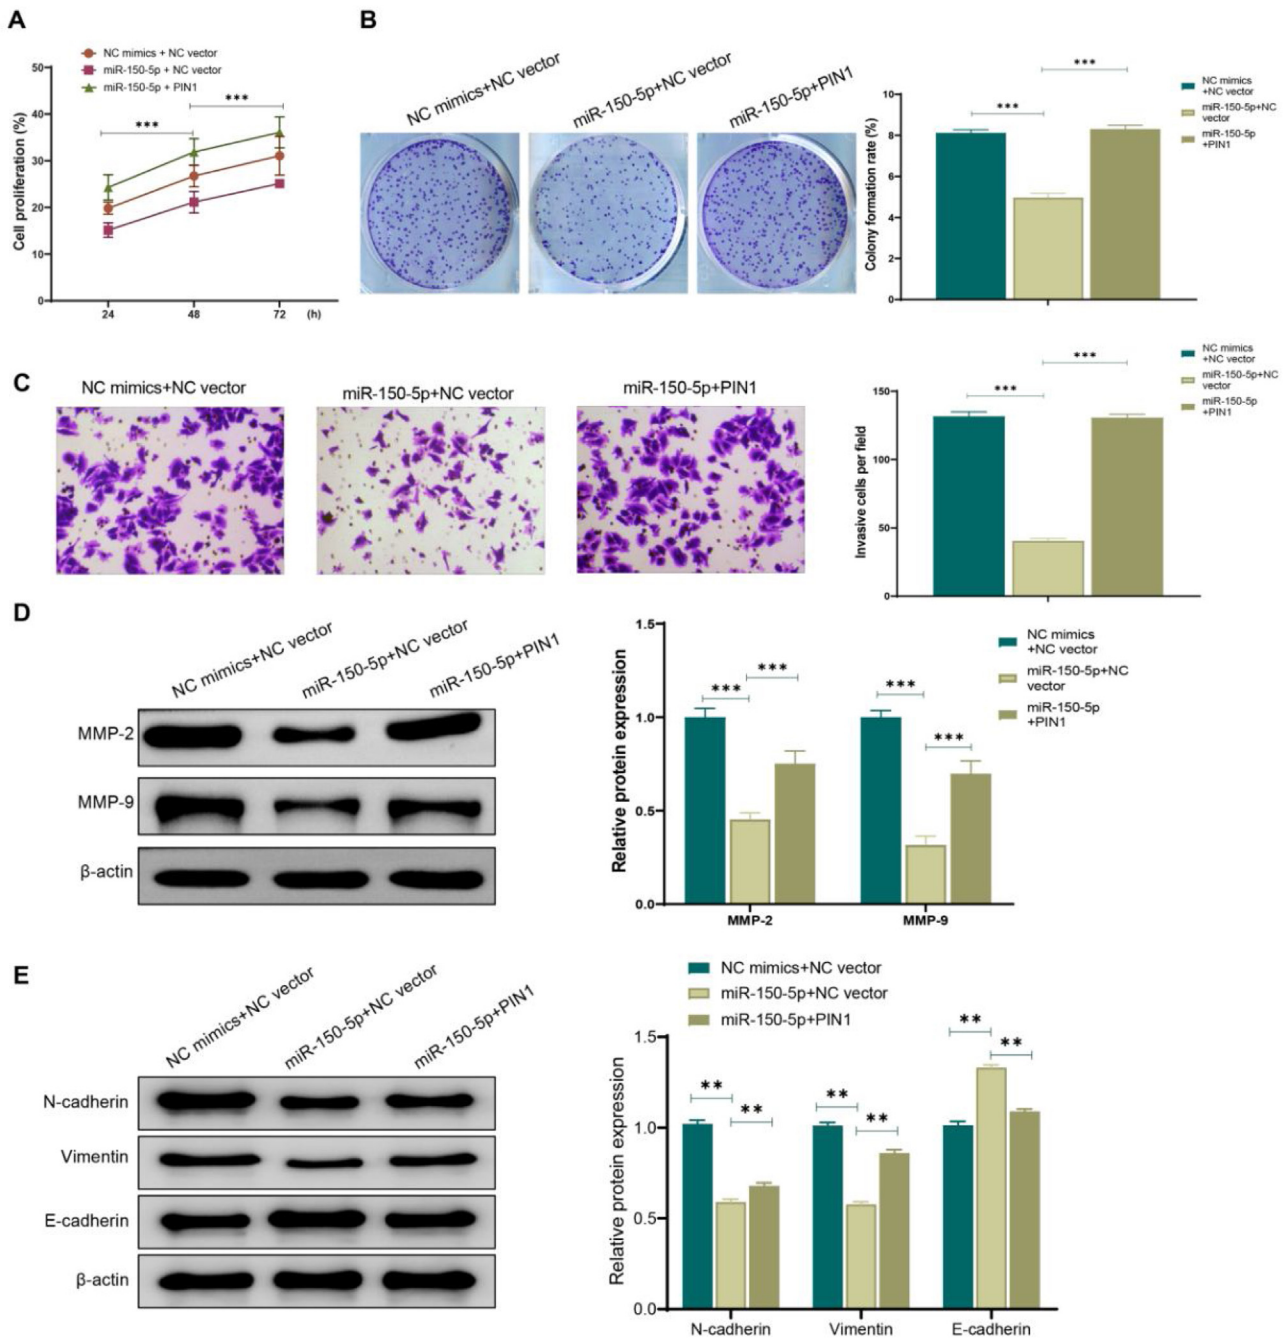 A
NC mimics + NC vector
miR-150-5p + NC vector
miR-150-5p + PIN1
Cell proliferation (%)
50
40
30
20
10
0
***
***
24 48 72 (h)
B
NC mimics+NC vector
miR-150-5p+NC vector
miR-150-5p+PIN1
Colony formation rate (%)
10
8
6
4
2
0
***
***
NC mimics
+NC vector
miR-150-5p+NC
vector
miR-150-5p
+PIN1
C
NC mimics+NC vector
miR-150-5p+NC vector
miR-150-5p+PIN1
Invasive cells per field
150
100
50
0
***
***
NC mimics
+NC vector
miR-150-5p+NC
vector
miR-150-5p
+PIN1
D
NC mimics+NC vector
miR-150-5p+NC vector
miR-150-5p+PIN1
MMP-2
MMP-9
β-actin
Relative protein expression
1.5
1.0
0.5
0.0
***
***
***
***
MMP-2 MMP-9
NC mimics
+NC vector
miR-150-5p+NC
vector
miR-150-5p
+PIN1
E
NC mimics+NC vector
miR-150-5p+NC vector
miR-150-5p+PIN1
N-cadherin
Vimentin
E-cadherin
β-actin
NC mimics+NC vector
miR-150-5p+NC vector
miR-150-5p+PIN1
Relative protein expression
1.5
1.0
0.5
0.0
**
**
**
**
**
**
N-cadherin Vimentin E-cadherin